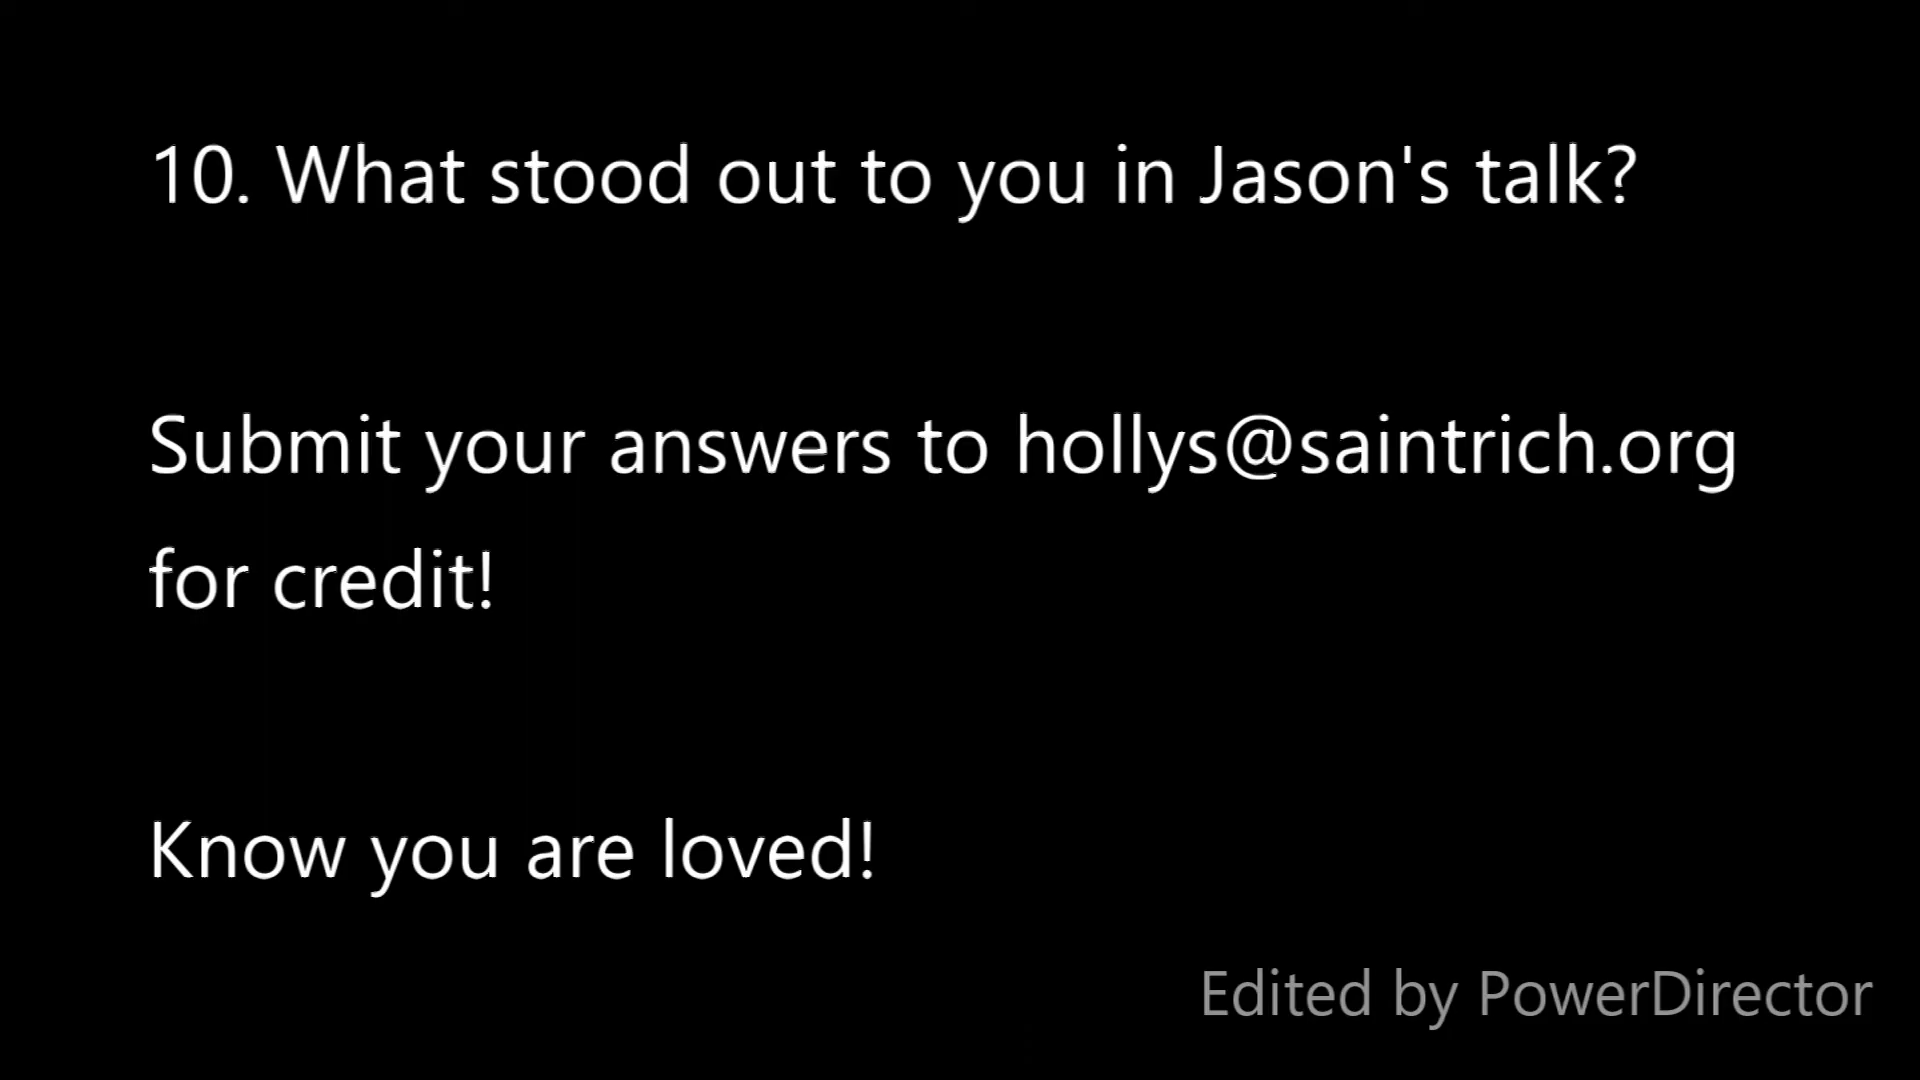 10. What stood out to you in Jason's talk?
Submit your answers to hollys@saintrich.org
for credit!
Know you are loved!
Edited by PowerDirector